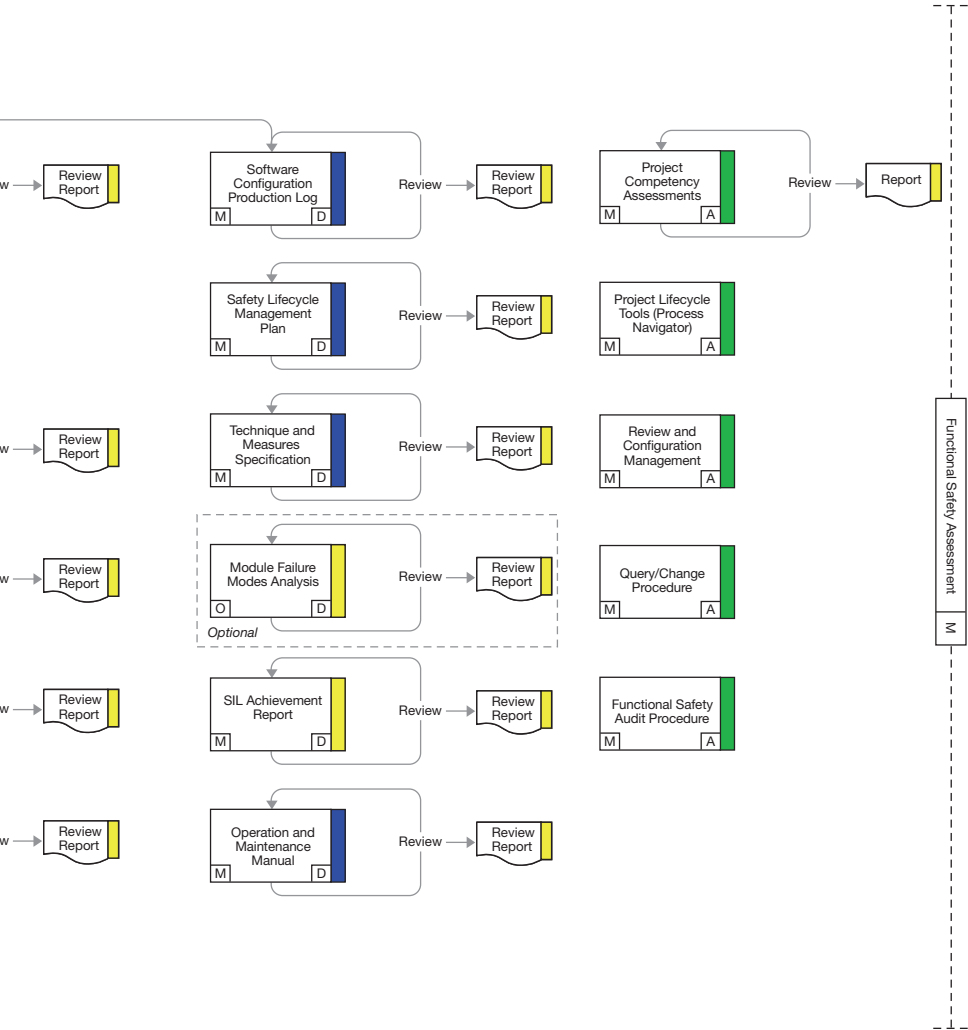 w
Review
Report
Software
Configuration
Production Log
M
D
Review
Review
Report
Project
Competency
Assessments
M
A
Review
Report
Safety Lifecycle
Management
Plan
M
D
Review
Review
Report
Project Lifecycle
Tools (Process
Navigator)
M
A
w
Review
Report
Technique and
Measures
Specification
M
D
Review
Review
Report
Review and
Configuration
Management
M
A
Functional Safety Assessment
M
w
Review
Report
Module Failure
Modes Analysis
O
D
Optional
Review
Review
Report
Query/Change
Procedure
M
A
w
Review
Report
SIL Achievement
Report
M
D
Review
Review
Report
Functional Safety
Audit Procedure
M
A
w
Review
Report
Operation and
Maintenance
Manual
M
D
Review
Review
Report